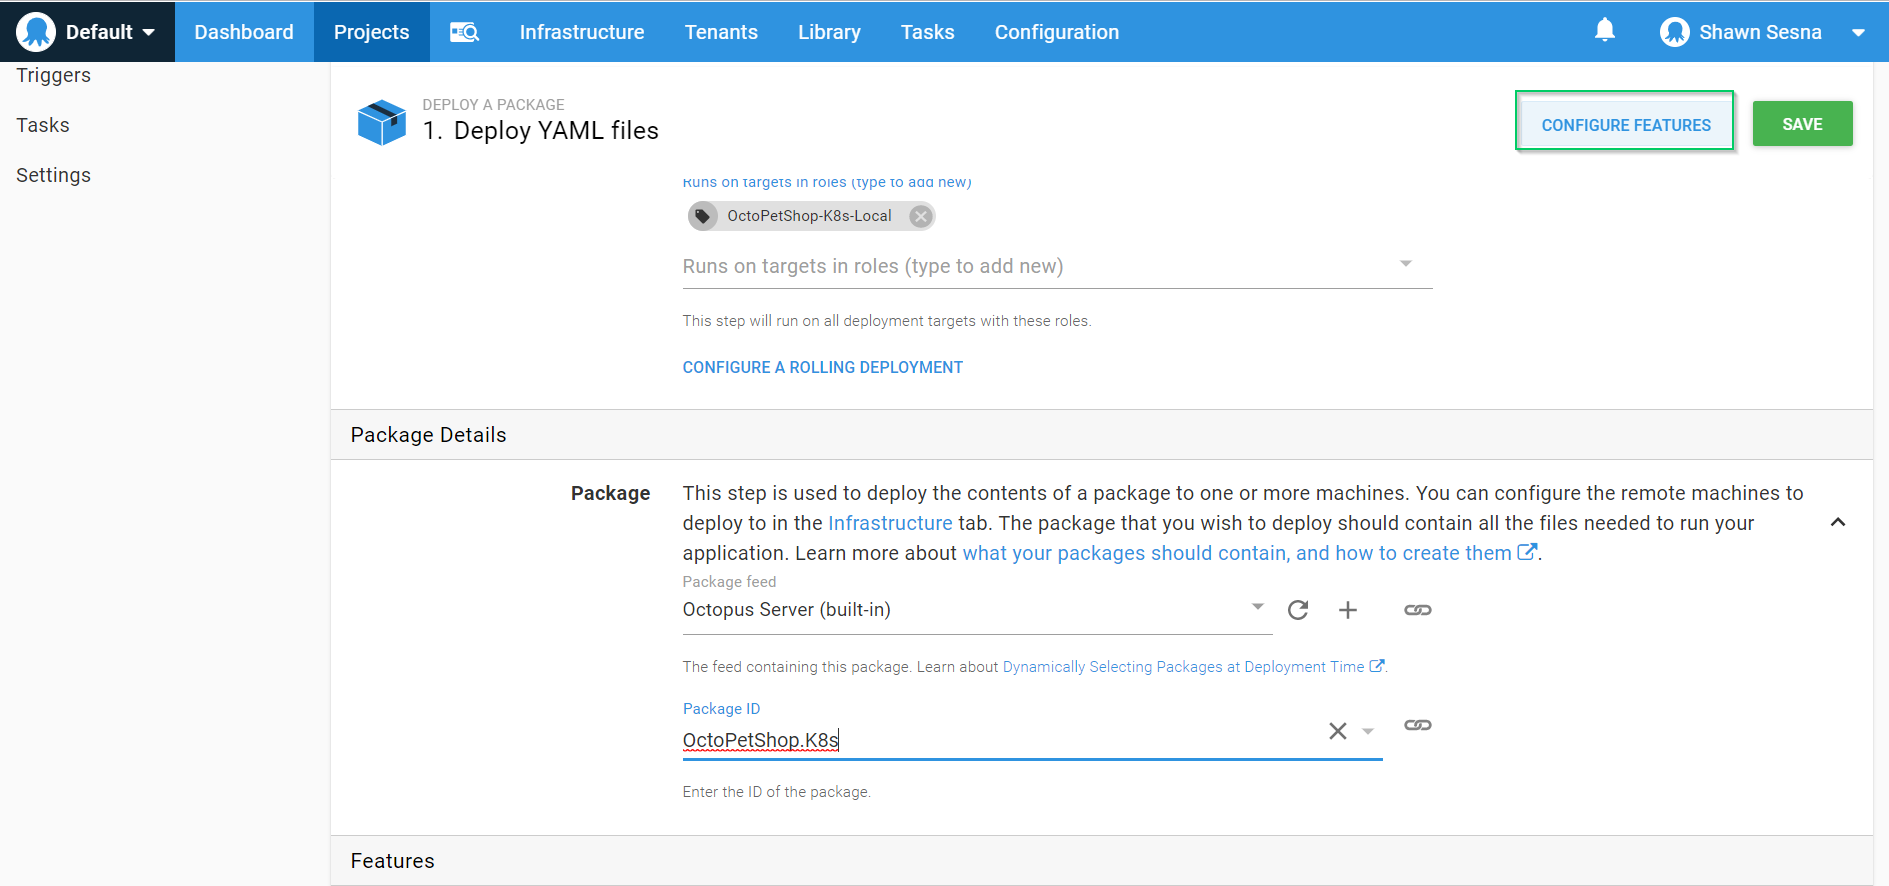 Default
Dashboard
Projects
Infrastructure
Tenants
Library
Tasks
Configuration
Shawn Sesna
Triggers
Tasks
Settings
DEPLOY A PACKAGE
1. Deploy YAML files
CONFIGURE FEATURES
SAVE
Runs on targets in roles (type to add new)
OctoPetShop-K8s-Local
Runs on targets in roles (type to add new)
This step will run on all deployment targets with these roles.
CONFIGURE A ROLLING DEPLOYMENT
Package Details
Package
This step is used to deploy the contents of a package to one or more machines. You can configure the remote machines to
deploy to in the Infrastructure tab. The package that you wish to deploy should contain all the files needed to run your
application. Learn more about what your packages should contain, and how to create them.
Package feed
Octopus Server (built-in)
The feed containing this package. Learn about Dynamically Selecting Packages at Deployment Time.
Package ID
OctoPetShop.K8s
Enter the ID of the package.
Features